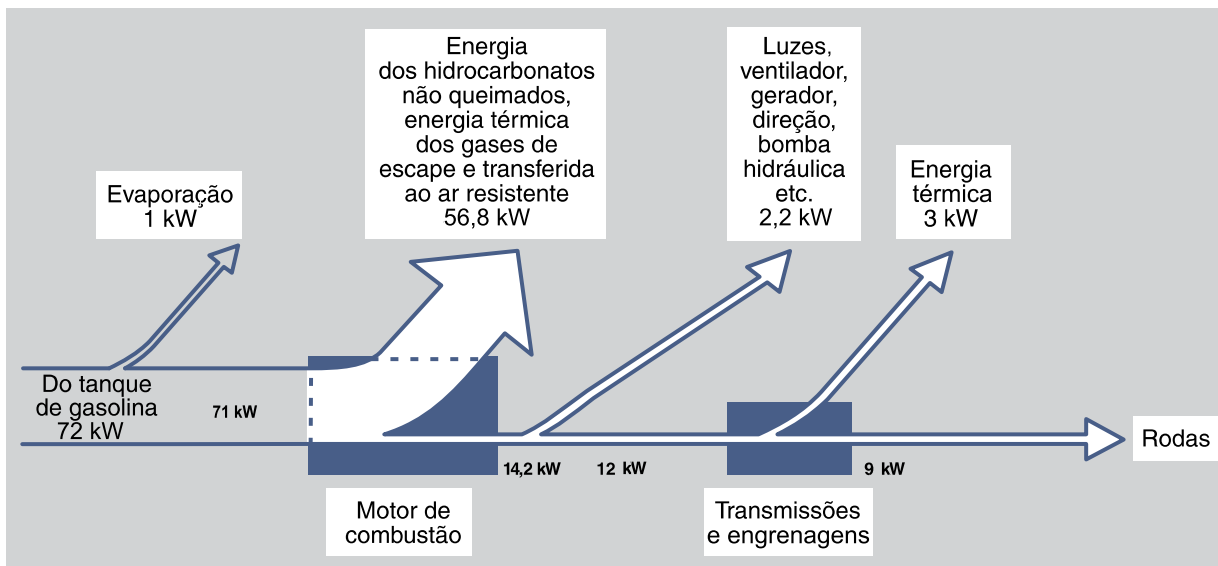 Evaporação
1 kW
Energia
dos hidrocarbonatos
não queimados,
energia térmica
dos gases de
escape e transferida
ao ar resistente
56,8 kW
Luzes,
ventilador,
gerador,
direção,
bomba
hidráulica
etc.
2,2 kW
Energia
térmica
3 kW
Do tanque
de gasolina
72 kW
71 kW
14,2 kW
12 kW
9 kW
Rodas
Motor de
combustão
Transmissões
e engrenagens